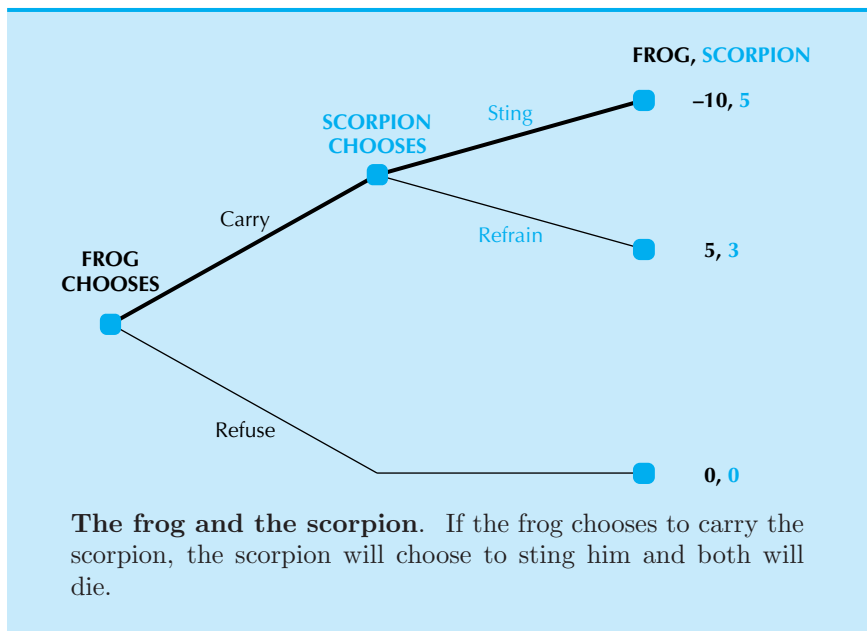 FROG, SCORPION
–10, 5
Sting
SCORPION
CHOOSES
Carry
Refrain
5, 3
FROG
CHOOSES
Refuse
0, 0
The frog and the scorpion. If the frog chooses to carry the
scorpion, the scorpion will choose to sting him and both will
die.